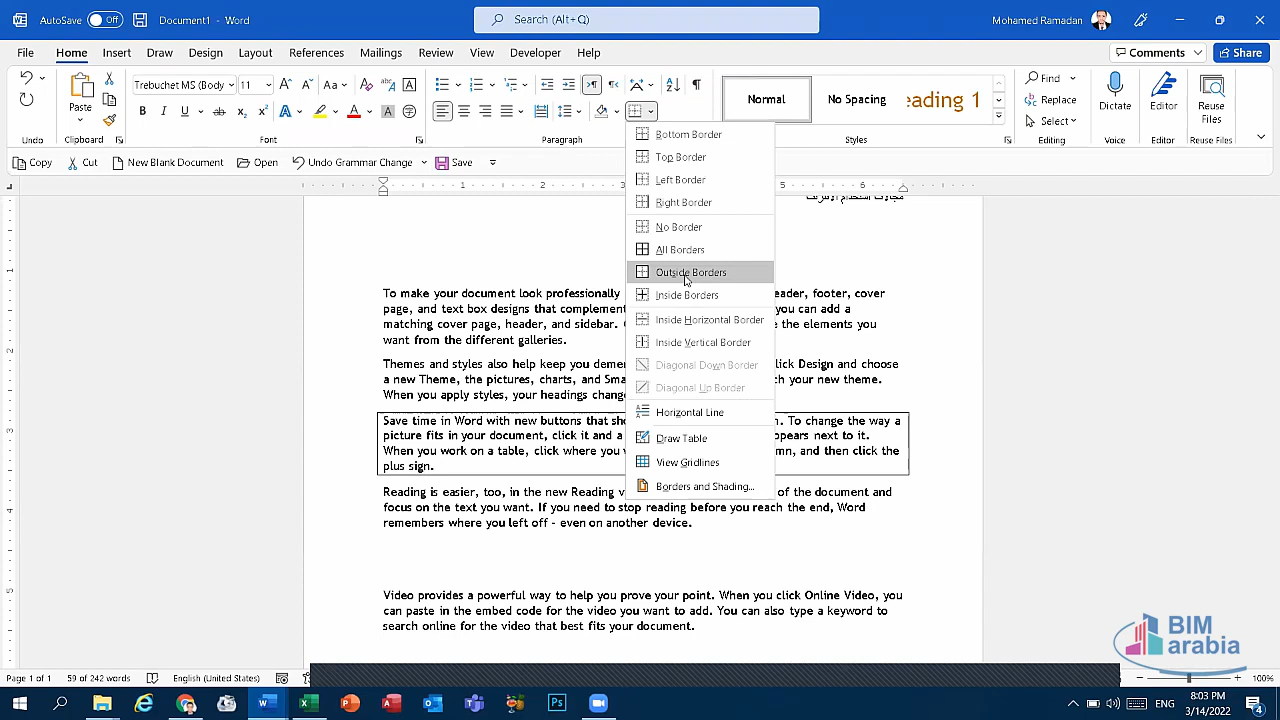 AutoSave Off Document1 - Word Search (Alt+Q) Mohamed Ramadan
File Home Insert Draw Design Layout References Mailings Review View Developer Help Comments Share
Paste Trebuchet MS (Body 11 Normal No Spacing eading 1 Find Replace Select Dictate Editor Reuse Files
Undo Clipboard Paragraph Styles Editing Voice Editor Reuse Files
Copy Cut New Blank Document Open Undo Grammar Change Save
1 2 3 5 6
Bottom Border
Top Border
Left Border
Right Border
No Border
All Borders
Outside Borders
Inside Borders
Inside Horizontal Border
Inside Vertical Border
Diagonal Down Border
Diagonal Up Border
Horizontal Line
Draw Table
View Gridlines
Borders and Shading...
To make your document look professionally eader, footer, cover
page, and text box designs that complement you can add a
matching cover page, header, and sidebar. the elements you
want from the different galleries.
Themes and styles also help keep you lick Design and choose
a new Theme, the pictures, charts, and Sma ch your new theme.
When you apply styles, your headings change
Save time in Word with new buttons that sh n. To change the way a
picture fits in your document, click it and a ppears next to it.
When you work on a table, click where you mn, and then click the
plus sign.
Reading is easier, too, in the new Reading v of the document and
focus on the text you want. If you need to stop reading before you reach the end, Word
remembers where you left off - even on another device.
Video provides a powerful way to help you prove your point. When you click Online Video, you
can paste in the embed code for the video you want to add. You can also type a keyword to
search online for the video that best fits your document.
BIM
arabia
Page 1 of 1 59 of 242 words English (United States) 100%
ENG 8:03 PM
3/14/2022